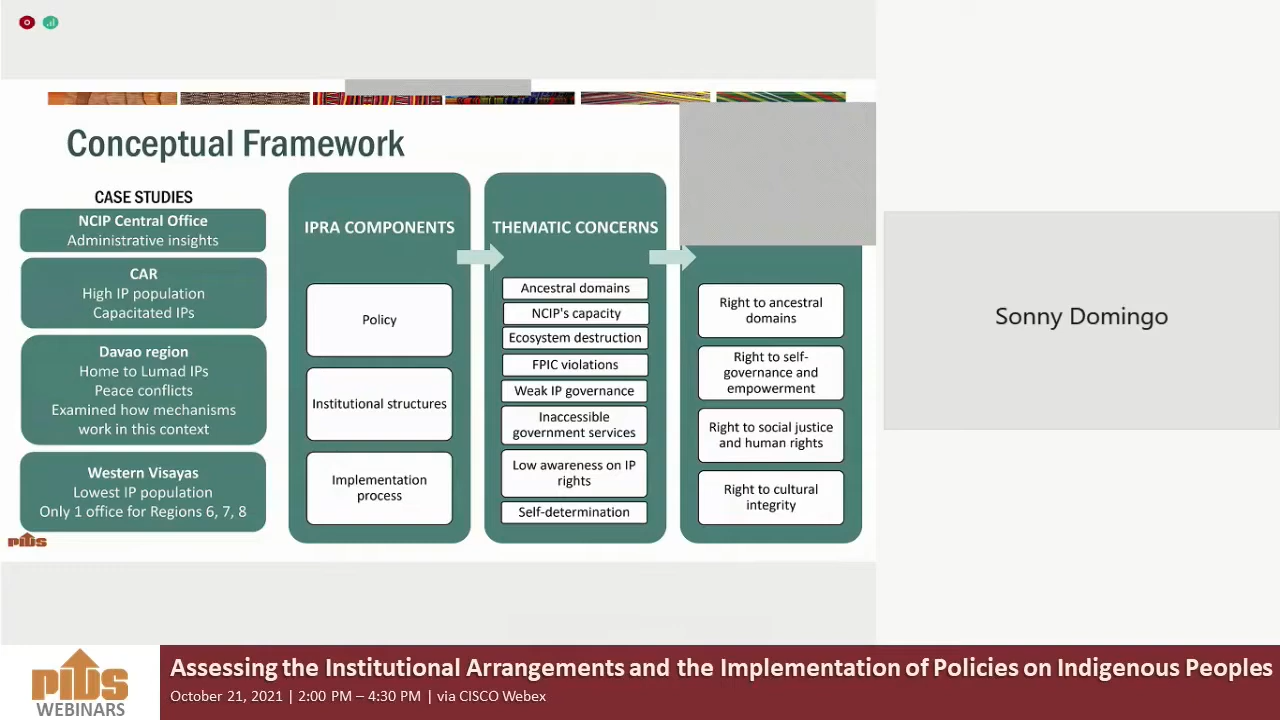 Conceptual Framework
CASE STUDIES
NCIP Central Office
Administrative insights
CAR
High IP population
Capacitated IPs
Davao region
Home to Lumad IPs
Peace conflicts
Examined how mechanisms
work in this context
Western Visayas
Lowest IP population
Only 1 office for Regions 6, 7, 8
IPRA COMPONENTS
Policy
Institutional structures
Implementation
process
THEMATIC CONCERNS
Ancestral domains
NCIP's capacity
Ecosystem destruction
FPIC violations
Weak IP governance
Inaccessible
government services
Low awareness on IP
rights
Self-determination
Right to ancestral
domains
Right to self-
governance and
empowerment
Right to social justice
and human rights
Right to cultural
integrity
Sonny Domingo
pids
pids
WEBINARS
Assessing the Institutional Arrangements and the Implementation of Policies on Indigenous Peoples
October 21, 2021 | 2:00 PM – 4:30 PM | via CISCO Webex